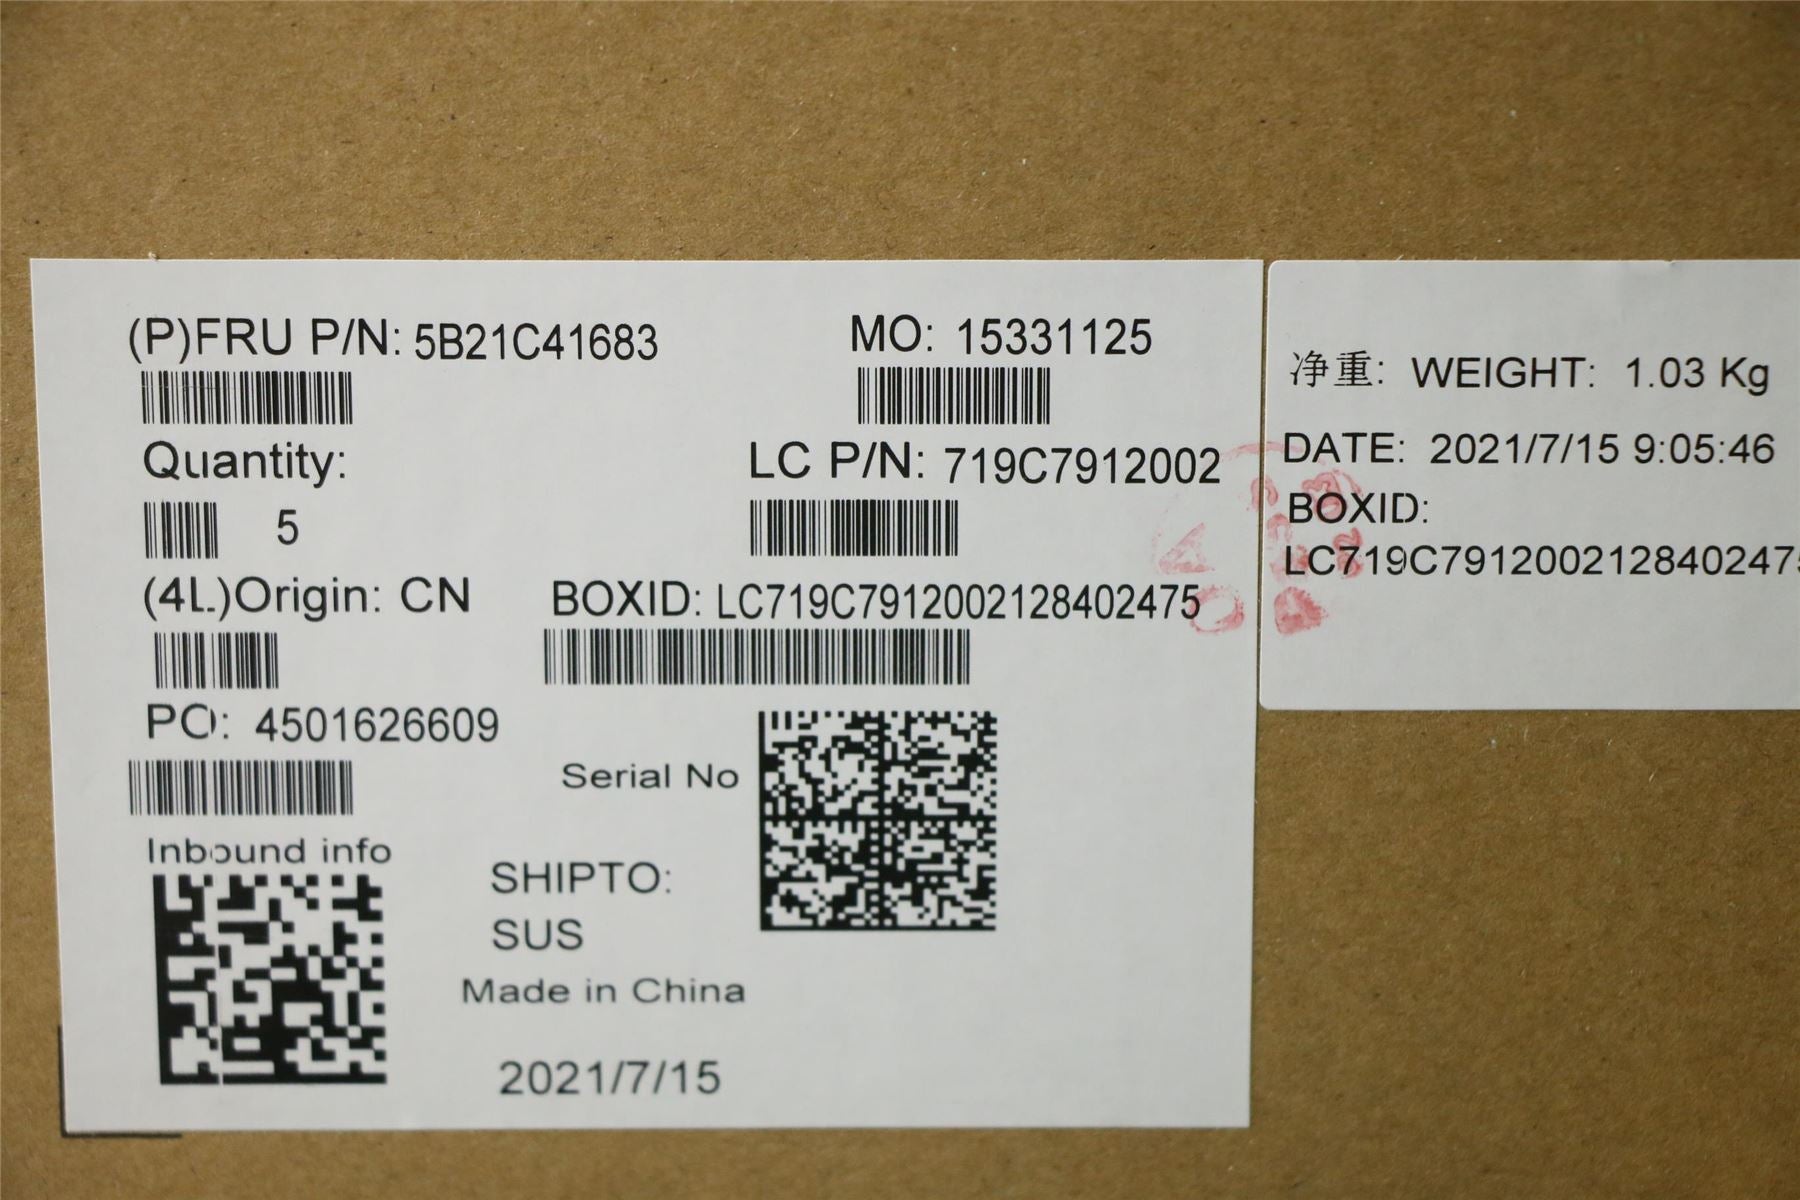 (P)FRU P/N: 5B21C41683
MO: 15331125
Quantity:
5
LC P/N: 719C7912002
(4L)Origin: CN
BOXID: LC719C7912002128402475
PO: 4501626609
Serial No
Inbound info
SHIPTO:
SUS
Made in China
2021/7/15
净重: WEIGHT: 1.03 Kg
DATE: 2021/7/15 9:05:46
BOXID:
LC719C7912002128402475